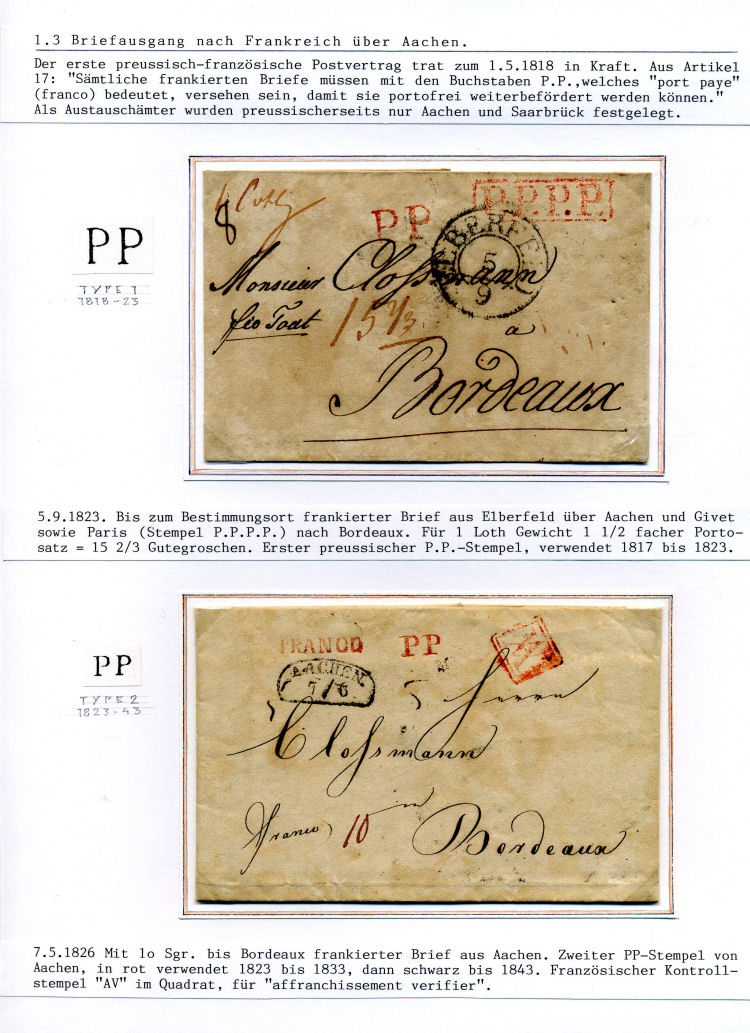 1.3 Briefausgang nach Frankreich über Aachen.
Der erste preussisch-französische Postvertrag trat zum 1.5.1818 in Kraft. Aus Artikel
17: "Sämtliche frankierten Briefe müssen mit den Buchstaben P.P.,welches "port paye"
(franco) bedeutet, versehen sein, damit sie portofrei weiterbefördert werden können."
Als Austauschämter wurden preussischerseits nur Aachen und Saarbrück festgelegt.
PP
TYPE 1
1818-23
8
PP
P.P.P.P.
ELBERFELD
5
9
Monsieur Clossmann
15 2/3
a
Bordeaux
5.9.1823. Bis zum Bestimmungsort frankierter Brief aus Elberfeld über Aachen und Givet
sowie Paris (Stempel P.P.P.P.) nach Bordeaux. Für 1 Loth Gewicht 1 1/2 facher Porto-
satz = 15 2/3 Gutegroschen. Erster preussischer P.P.-Stempel, verwendet 1817 bis 1823.
PP
TYPE 2
1823-43
FRANCO
PP
AACHEN
7/6
Herrn
Clossmann
in
franco
10
Bordeaux
7.5.1826 Mit 1o Sgr. bis Bordeaux frankierter Brief aus Aachen. Zweiter PP-Stempel von
Aachen, in rot verwendet 1823 bis 1833, dann schwarz bis 1843. Französischer Kontroll-
stempel "AV" im Quadrat, für "affranchissement verifier".